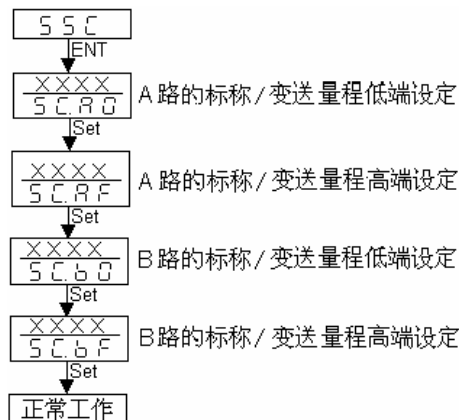 SSC
ENT
XXXX
SC.A0
A路的标称/变送量程低端设定
Set
XXXX
SC.AF
A路的标称/变送量程高端设定
Set
XXXX
SC.b0
B路的标称/变送量程低端设定
Set
XXXX
SC.bF
B路的标称/变送量程高端设定
Set
正常工作